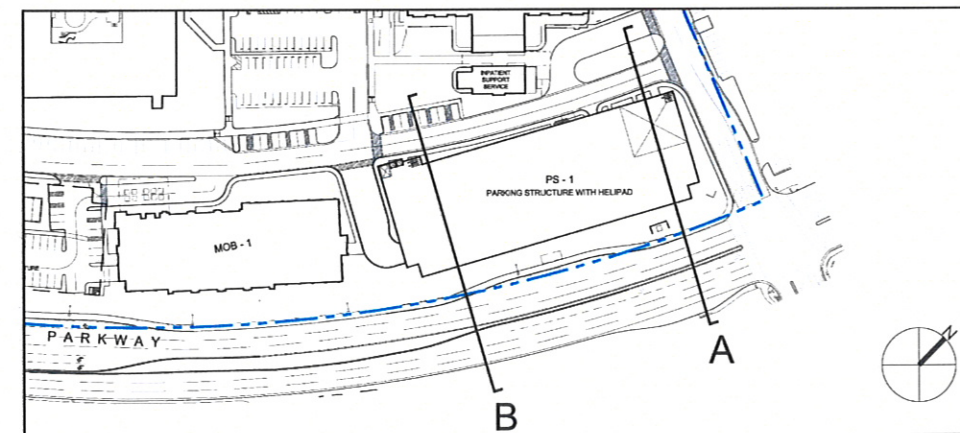 INPATIENT
SUPPORT
SERVICE
PS - 1
PARKING STRUCTURE WITH HELIPAD
MOB - 1
PARKWAY
A
B
N